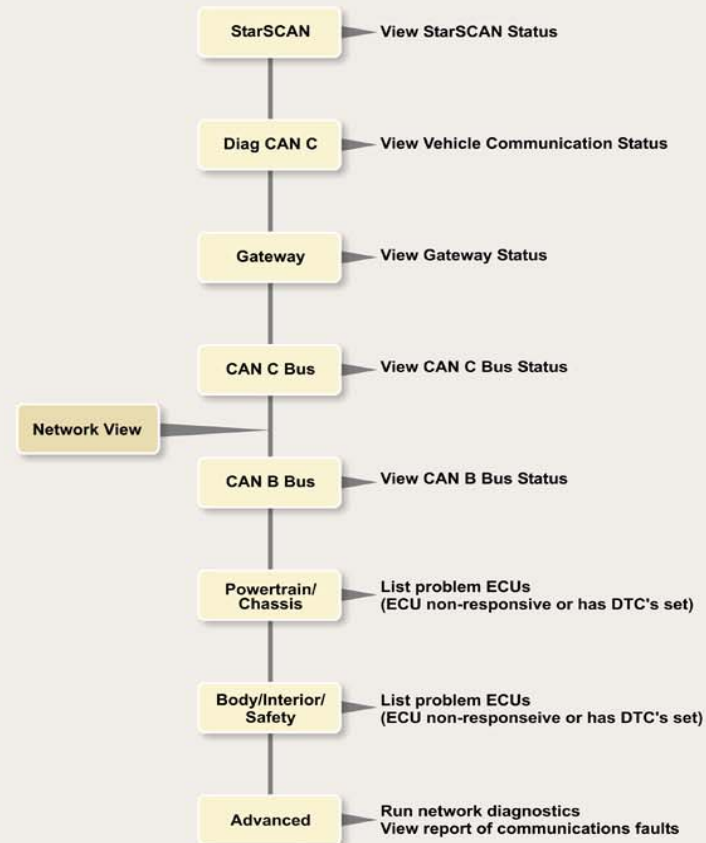 StarSCAN
View StarSCAN Status
Diag CAN C
View Vehicle Communication Status
Gateway
View Gateway Status
CAN C Bus
View CAN C Bus Status
Network View
CAN B Bus
View CAN B Bus Status
Powertrain/
Chassis
List problem ECUs
(ECU non-responsive or has DTC's set)
Body/Interior/
Safety
List problem ECUs
(ECU non-responseive or has DTC's set)
Advanced
Run network diagnostics
View report of communications faults